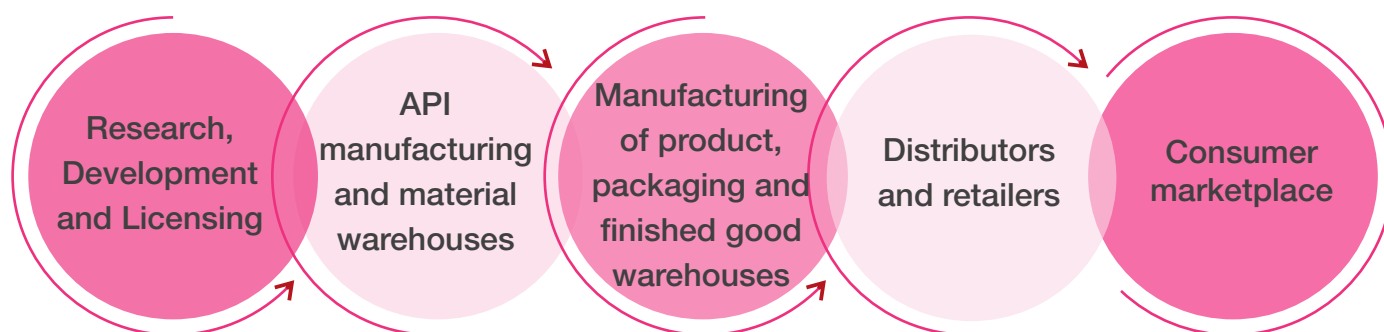 Research,
Development
and Licensing
API
manufacturing
and material
warehouses
Manufacturing
of product,
packaging and
finished good
warehouses
Distributors
and retailers
Consumer
marketplace